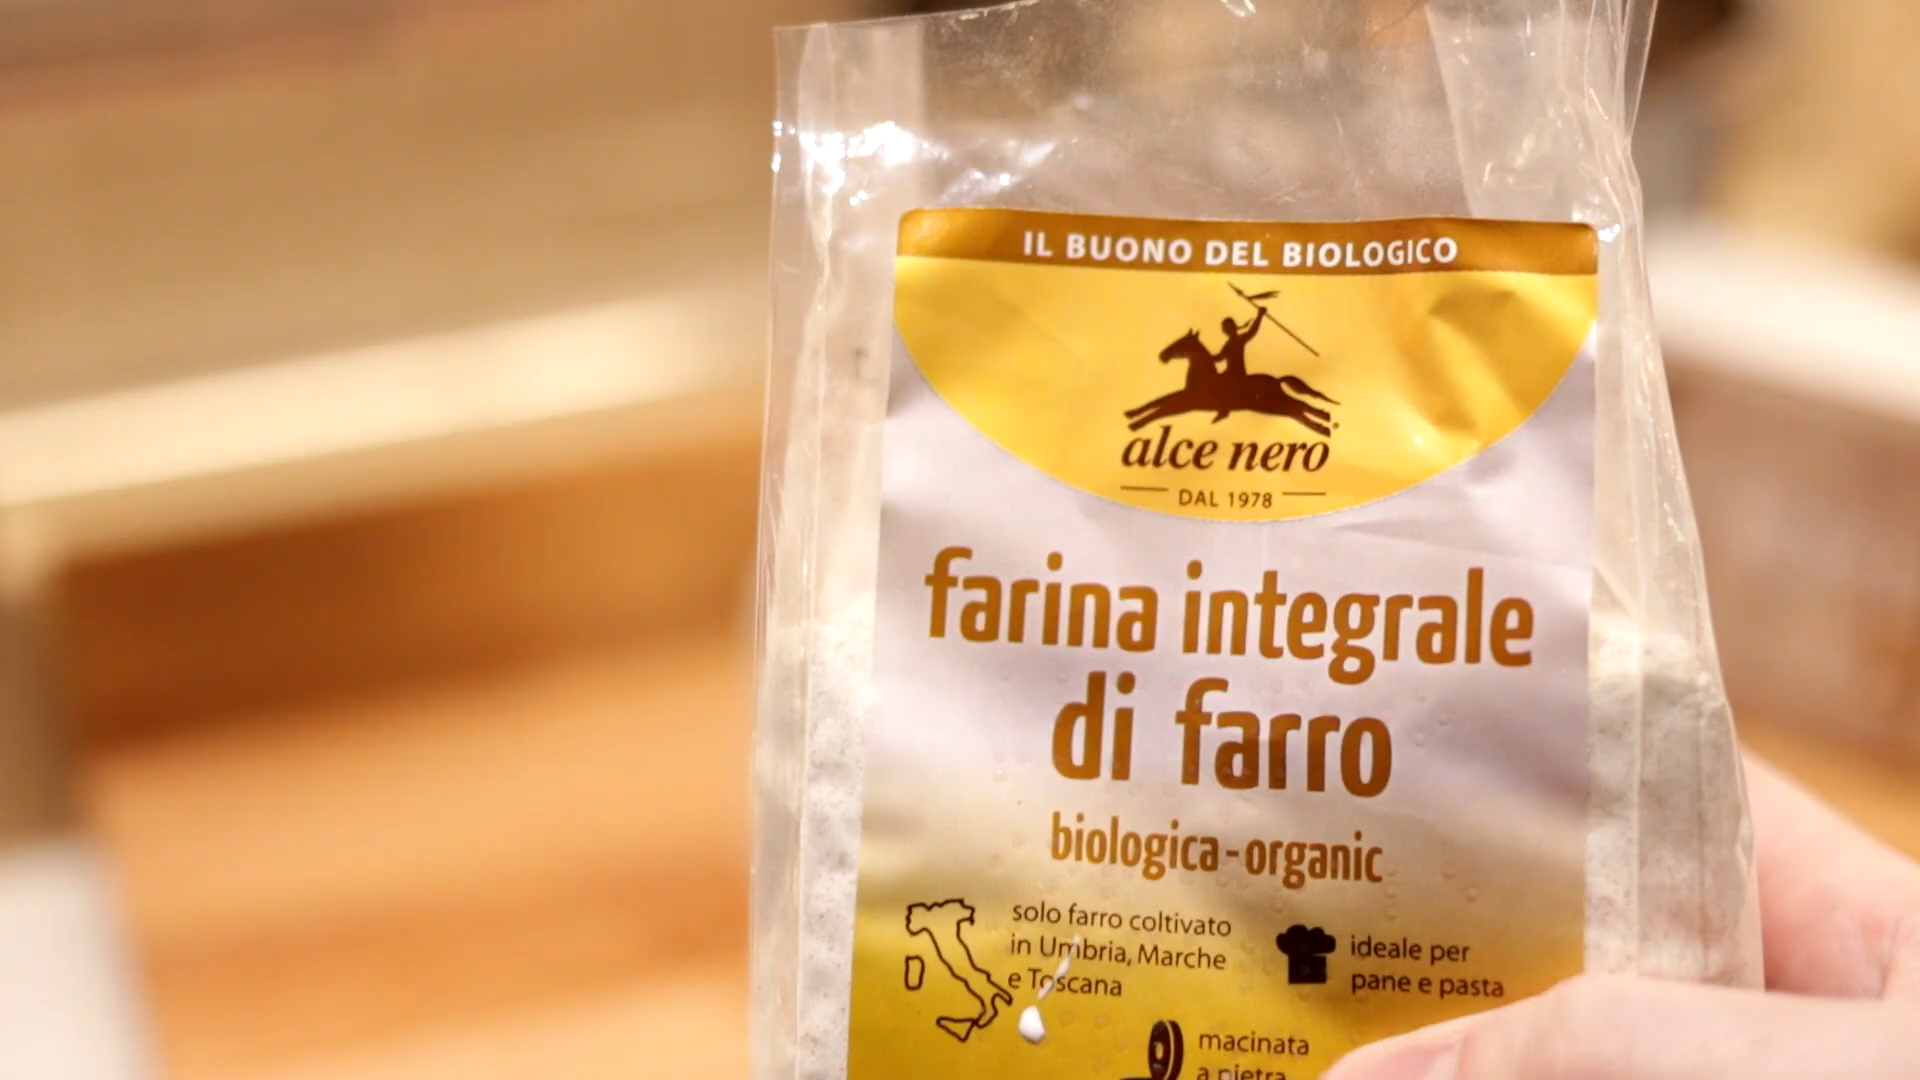 IL BUONO DEL BIOLOGICO
alce nero
DAL 1978
farina integrale
di farro
biologica-organic
solo farro coltivato
in Umbria, Marche
e Toscana
ideale per
pane e pasta
macinata
a pietra